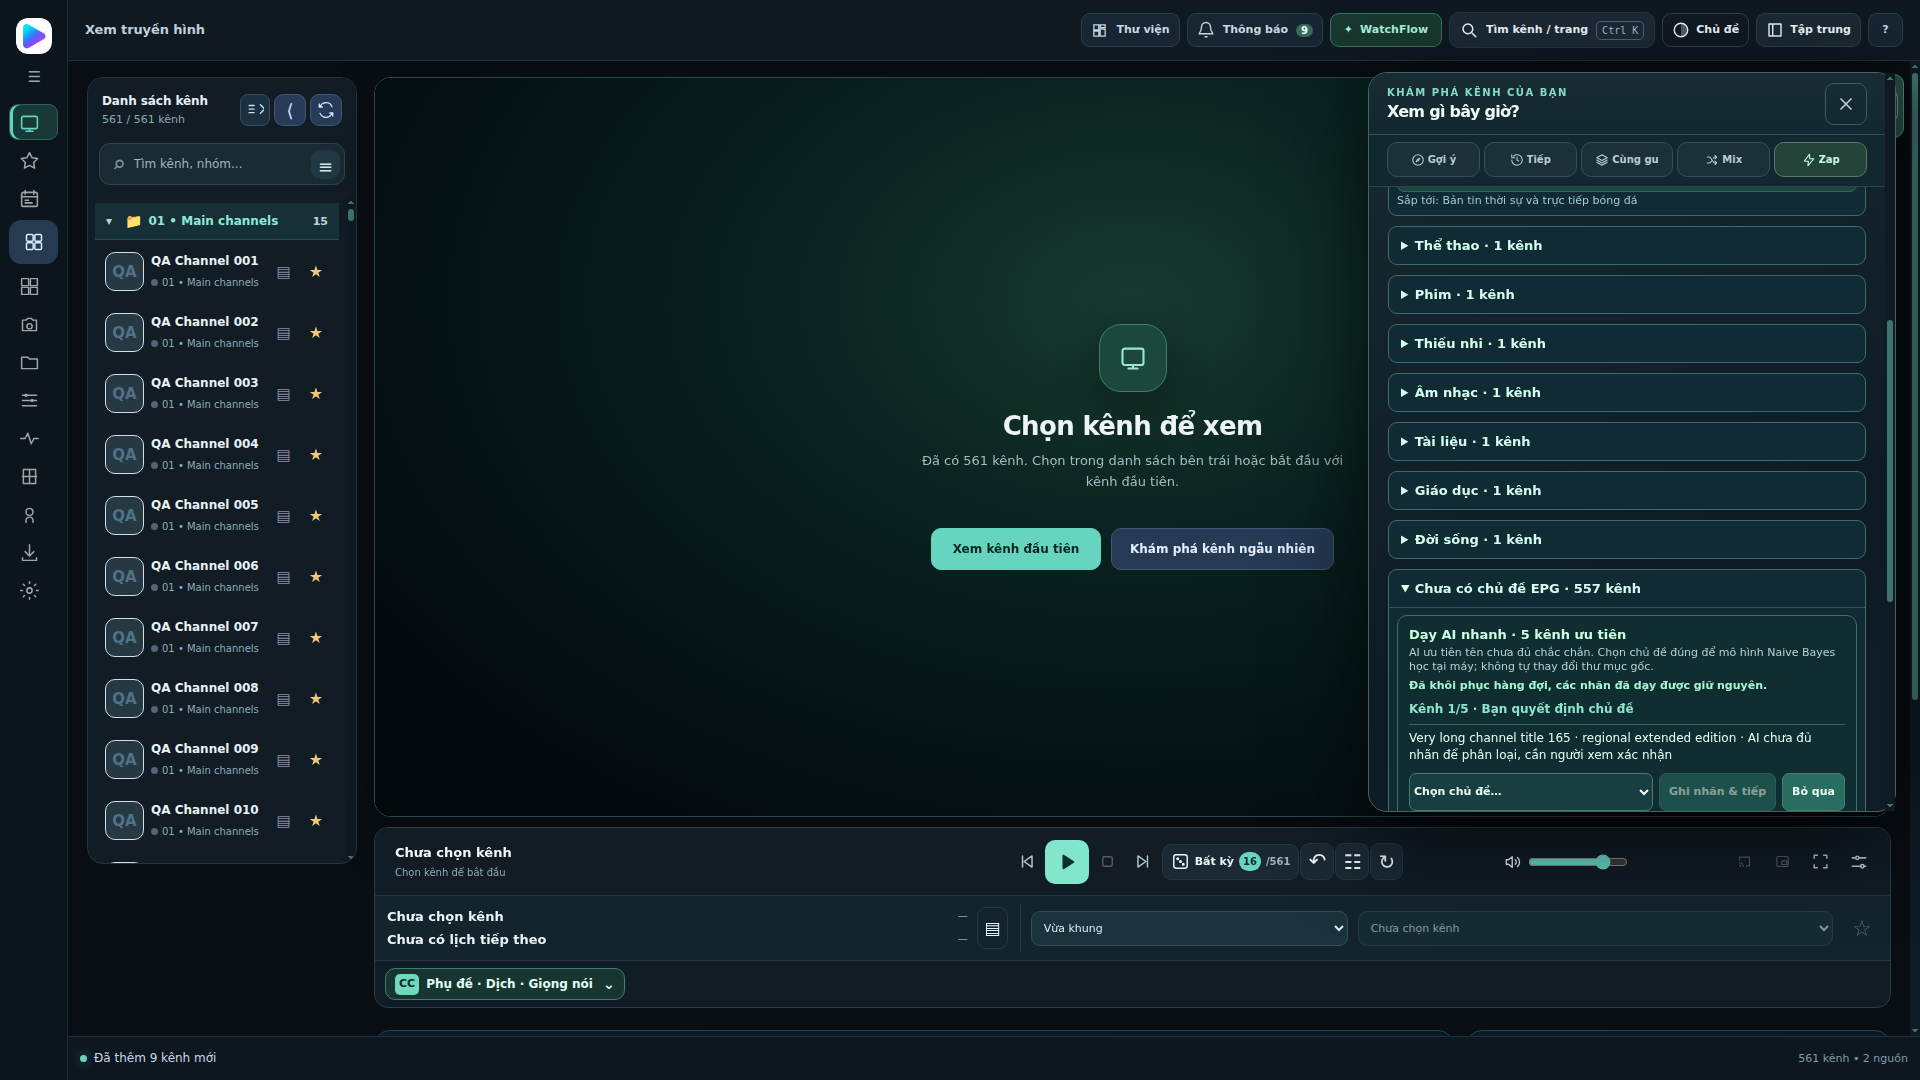 Xem truyền hình
Thư viện
Thông báo 9
WatchFlow
Tìm kênh / trang Ctrl K
Chủ đề
Tập trung
?
Danh sách kênh
561 / 561 kênh
Tìm kênh, nhóm...
01 • Main channels 15
QA QA Channel 001
01 • Main channels
QA QA Channel 002
01 • Main channels
QA QA Channel 003
01 • Main channels
QA QA Channel 004
01 • Main channels
QA QA Channel 005
01 • Main channels
QA QA Channel 006
01 • Main channels
QA QA Channel 007
01 • Main channels
QA QA Channel 008
01 • Main channels
QA QA Channel 009
01 • Main channels
QA QA Channel 010
01 • Main channels
Chọn kênh để xem
Đã có 561 kênh. Chọn trong danh sách bên trái hoặc bắt đầu với
kênh đầu tiên.
Xem kênh đầu tiên
Khám phá kênh ngẫu nhiên
KHÁM PHÁ KÊNH CỦA BẠN
Xem gì bây giờ?
Gợi ý
Tiếp
Cùng gu
Mix
Zap
Sắp tới: Bản tin thời sự và trực tiếp bóng đá
Thể thao · 1 kênh
Phim · 1 kênh
Thiếu nhi · 1 kênh
Âm nhạc · 1 kênh
Tài liệu · 1 kênh
Giáo dục · 1 kênh
Đời sống · 1 kênh
Chưa có chủ đề EPG · 557 kênh
Dạy AI nhanh · 5 kênh ưu tiên
AI ưu tiên tên chưa đủ chắc chắn. Chọn chủ đề đúng để mô hình Naive Bayes
học tại máy; không tự thay đổi thư mục gốc.
Đã khôi phục hàng đợi, các nhãn đã dạy được giữ nguyên.
Kênh 1/5 · Bạn quyết định chủ đề
Very long channel title 165 · regional extended edition · AI chưa đủ
nhãn để phân loại, cần người xem xác nhận
Chọn chủ đề...
Ghi nhãn & tiếp
Bỏ qua
Chưa chọn kênh
Chọn kênh để bắt đầu
Bất kỳ 16 /561
Chưa chọn kênh —
Chưa có lịch tiếp theo —
Vừa khung
Chưa chọn kênh
CC Phụ đề · Dịch · Giọng nói
Đã thêm 9 kênh mới
561 kênh • 2 nguồn